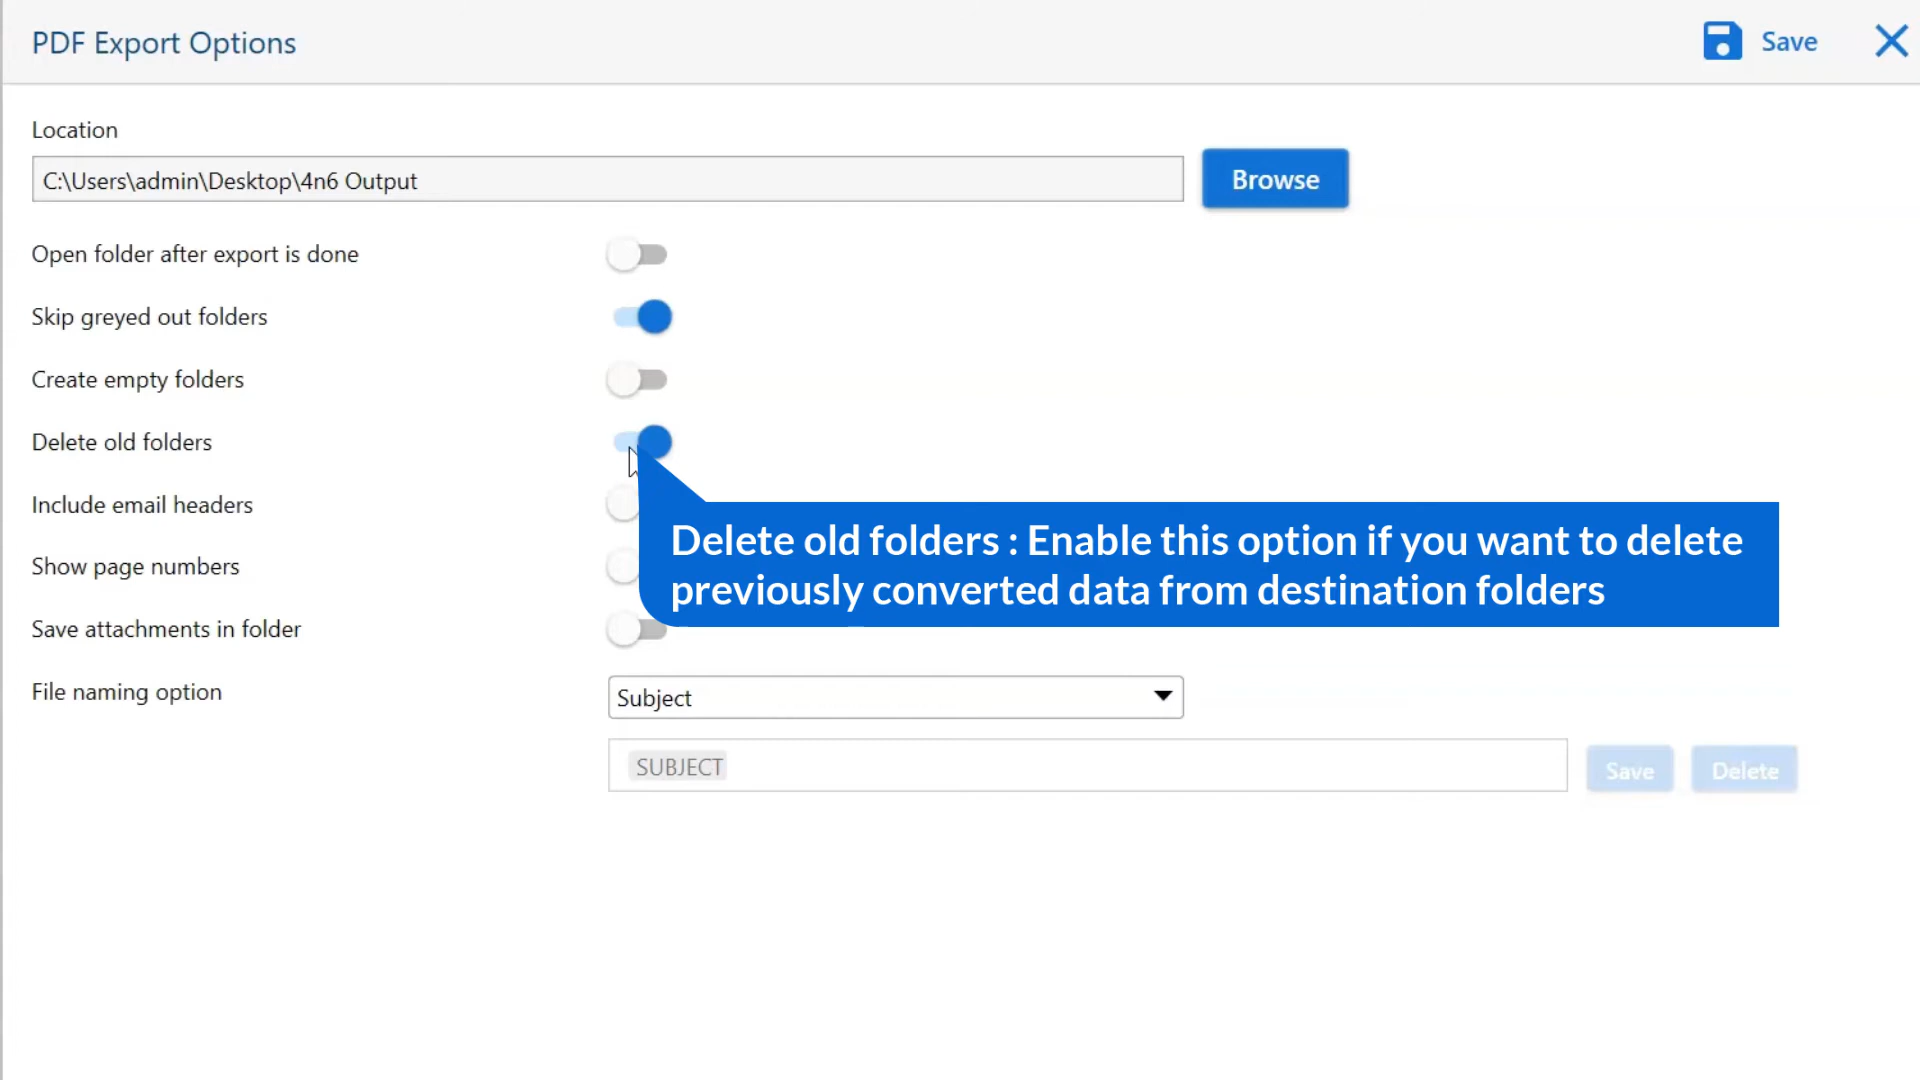 PDF Export Options
Save
Location
C:\Users\admin\Desktop\4n6 Output
Browse
Open folder after export is done
Skip greyed out folders
Create empty folders
Delete old folders
Include email headers
Delete old folders : Enable this option if you want to delete
previously converted data from destination folders
Show page numbers
Save attachments in folder
File naming option
Subject
SUBJECT
Save
Delete